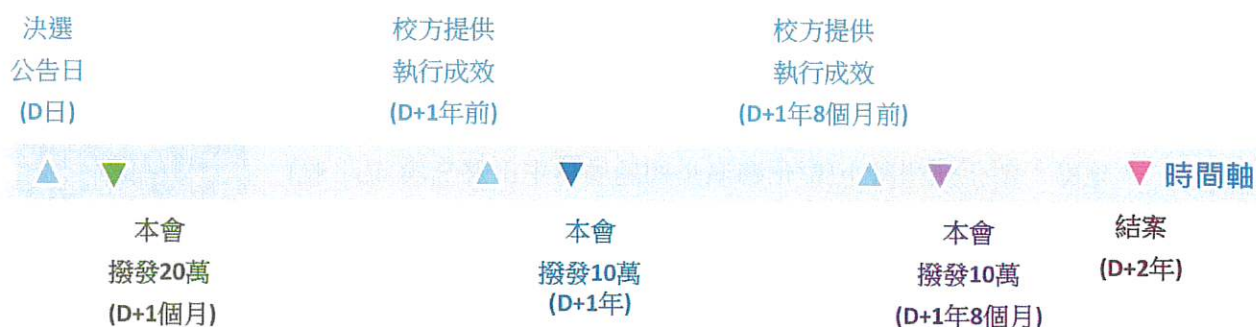 決選
公告日
(D日)
校方提供
執行成效
(D+1年前)
校方提供
執行成效
(D+1年8個月前)
時間軸
本會
撥發20萬
(D+1個月)
本會
撥發10萬
(D+1年)
本會
撥發10萬
(D+1年8個月)
結案
(D+2年)